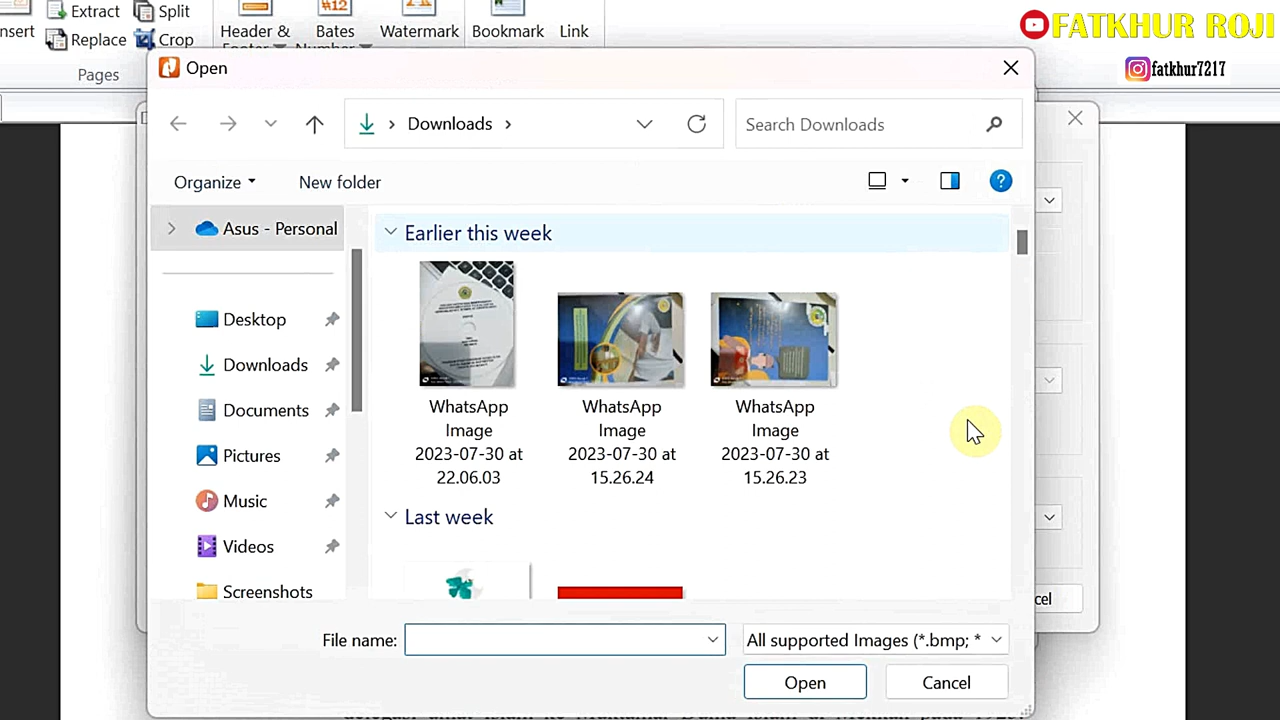 Extract
Split
nsert
Replace
Crop
Header &
Bates
Watermark
Bookmark
Link
Pages
FATKHUR ROJI
fatkhur7217
Open
Downloads
Search Downloads
Organize
New folder
Asus - Personal
Desktop
Downloads
Documents
Pictures
Music
Videos
Screenshots
Earlier this week
WhatsApp
Image
2023-07-30 at
22.06.03
WhatsApp
Image
2023-07-30 at
15.26.24
WhatsApp
Image
2023-07-30 at
15.26.23
Last week
File name:
All supported Images (*.bmp; *
Open
Cancel
cel